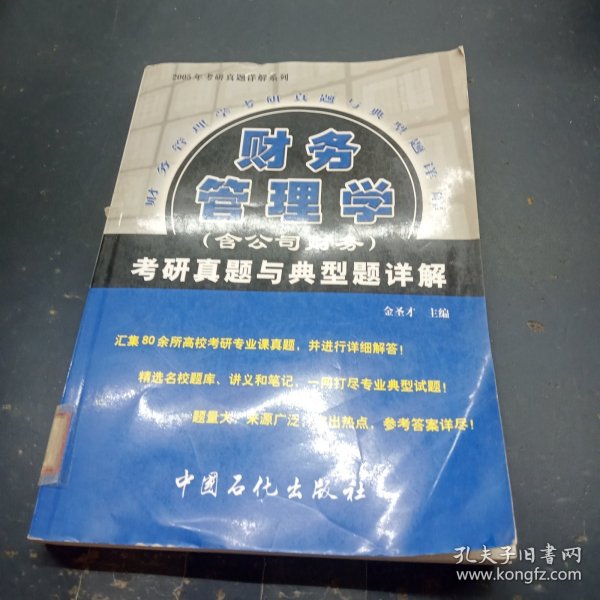 2005年考研真题详解系列
财务管理学考研真题与典型题详解
财务
管理学
(含公司财务)
考研真题与典型题详解
金圣才 主编
汇集80余所高校考研专业课真题，并进行详细解答！
精选名校题库、讲义和笔记，一网打尽专业典型试题！
题量大，来源广泛，出热点，参考答案详尽！
中国石化出版社
孔夫子旧书网
www.kongfz.com